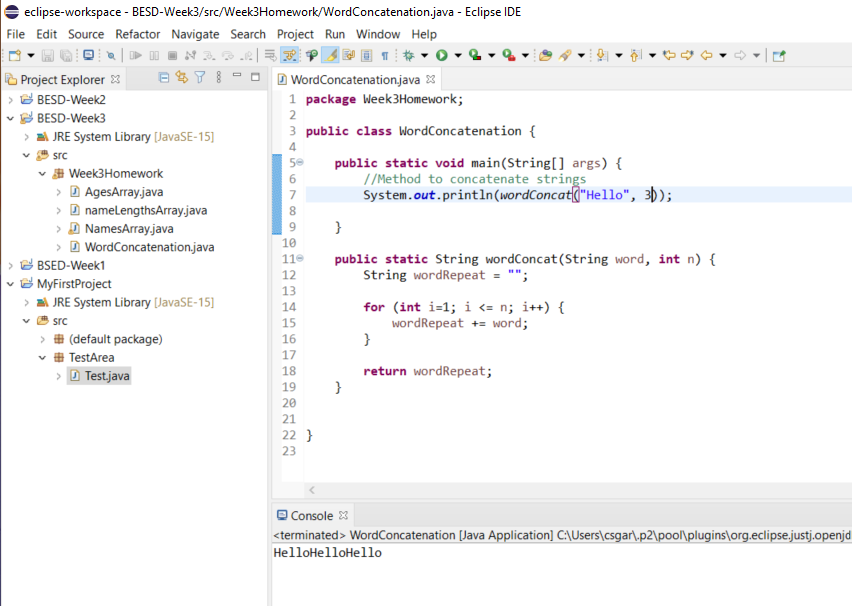 eclipse-workspace - BESD-Week3/src/Week3Homework/WordConcatenation.java - Eclipse IDE
File Edit Source Refactor Navigate Search Project Run Window Help
Project Explorer
BESD-Week2
BESD-Week3
JRE System Library [JavaSE-15]
src
Week3Homework
AgesArray.java
nameLengthsArray.java
NamesArray.java
WordConcatenation.java
BSED-Week1
MyFirstProject
JRE System Library [JavaSE-15]
src
(default package)
TestArea
Test.java
WordConcatenation.java
1 package Week3Homework;
2
3 public class WordConcatenation {
4
5 public static void main(String[] args) {
6 //Method to concatenate strings
7 System.out.println(wordConcat("Hello", 3));
8
9 }
10
11 public static String wordConcat(String word, int n) {
12 String wordRepeat = "";
13
14 for (int i=1; i <= n; i++) {
15 wordRepeat += word;
16 }
17
18 return wordRepeat;
19 }
20
21
22 }
23
Console
<terminated> WordConcatenation [Java Application] C:\Users\csgar\.p2\pool\plugins\org.eclipse.justj.openjd
HelloHelloHello